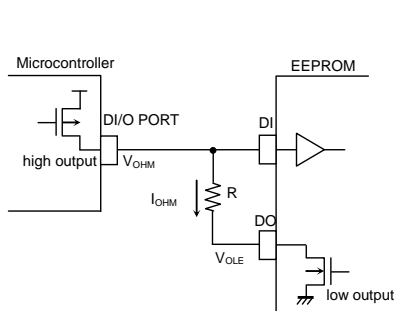 Microcontroller
EEPROM
DI/O PORT
DI
high output
VOHM
IOHM
R
DO
VOLE
low output